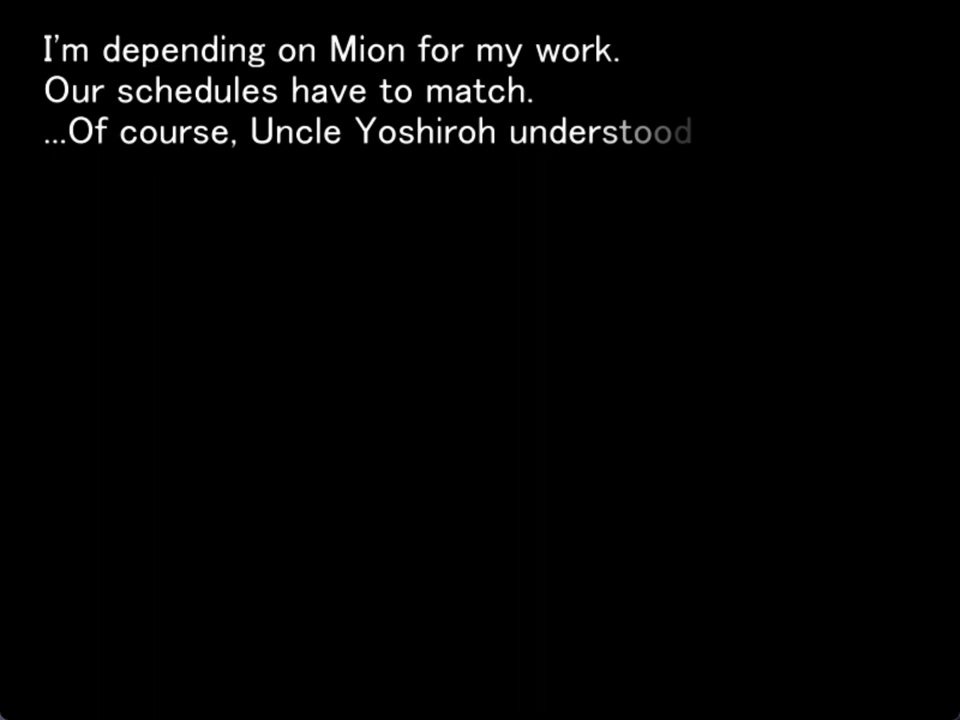 I'm depending on Mion for my work.
Our schedules have to match.
...Of course, Uncle Yoshiroh understood